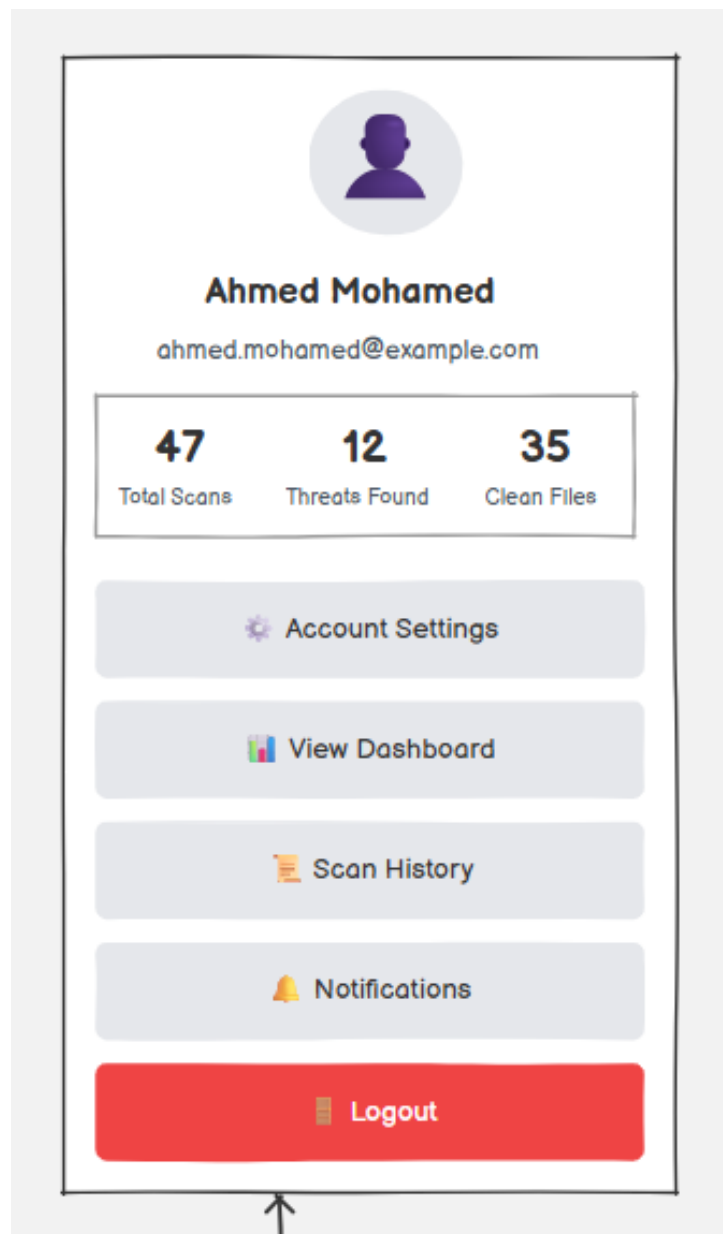 Ahmed Mohamed
ahmed.mohamed@example.com
47 12 35
Total Scans Threats Found Clean Files
Account Settings
View Dashboard
Scan History
Notifications
Logout